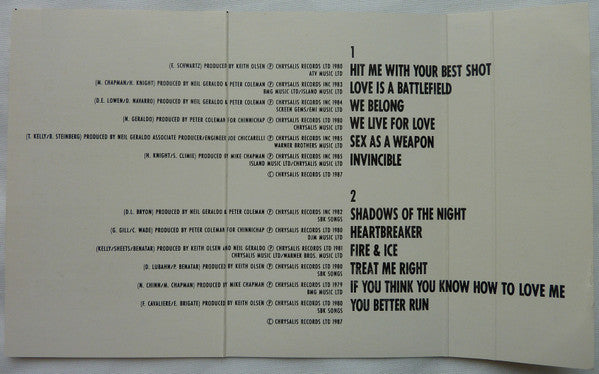 1
(E. SCHWARTZ) PRODUCED BY KEITH OLSEN Ⓟ CHRYSALIS RECORDS LTD 1980 HIT ME WITH YOUR BEST SHOT
ATV MUSIC LTD
(M. CHAPMAN/H. KNIGHT) PRODUCED BY NEIL GERALDO & PETER COLEMAN Ⓟ CHRYSALIS RECORDS INC 1983 LOVE IS A BATTLEFIELD
BMG MUSIC LTD/ISLAND MUSIC LTD
(D.E. LOWEN/D. NAVARRO) PRODUCED BY NEIL GERALDO & PETER COLEMAN Ⓟ CHRYSALIS RECORDS INC 1984 WE BELONG
SCREEN GEMS/EMI MUSIC LTD
(N. GERALDO) PRODUCED BY PETER COLEMAN FOR CHINNICHAP Ⓟ CHRYSALIS RECORDS LTD 1980 WE LIVE FOR LOVE
CHRYSALIS MUSIC LTD
(T. KELLY/B. STEINBERG) PRODUCED BY NEIL GERALDO ASSOCIATE PRODUCER/ENGINEER JOE CHICCARELLI Ⓟ CHRYSALIS RECORDS INC 1985 SEX AS A WEAPON
WARNER BROTHERS MUSIC LTD
(H. KNIGHT/S. CLIMIE) PRODUCED BY MIKE CHAPMAN Ⓟ CHRYSALIS RECORDS INC 1985 INVINCIBLE
ISLAND MUSIC LTD/CHRYSALIS MUSIC LTD
© CHRYSALIS RECORDS LTD 1987
2
(D.L. BRYON) PRODUCED BY NEIL GERALDO & PETER COLEMAN Ⓟ CHRYSALIS RECORDS INC 1982 SHADOWS OF THE NIGHT
SBK SONGS
(G. GILL/C. WADE) PRODUCED BY PETER COLEMAN FOR CHINNICHAP Ⓟ CHRYSALIS RECORDS LTD 1980 HEARTBREAKER
DJM MUSIC LTD
(KELLY/SHEETS/BENATAR) PRODUCED BY KEITH OLSON AND NEIL GERALDO Ⓟ CHRYSALIS RECORDS LTD 1981 FIRE & ICE
CHRYSALIS MUSIC LTD/WARNER BROS. MUSIC LTD
(D. LUBAHN/P. BENATAR) PRODUCED BY KEITH OLSEN Ⓟ CHRYSALIS RECORDS LTD 1980 TREAT ME RIGHT
SBK SONGS
(N. CHINN/M. CHAPMAN) PRODUCED BY MIKE CHAPMAN Ⓟ CHRYSALIS RECORDS LTD 1979 IF YOU THINK YOU KNOW HOW TO LOVE ME
BMG MUSIC LTD
(F. CAVALIERE/E. BRIGATE) PRODUCED BY KEITH OLSEN Ⓟ CHRYSALIS RECORDS LTD 1980 YOU BETTER RUN
SBK SONGS
© CHRYSALIS RECORDS LTD 1987